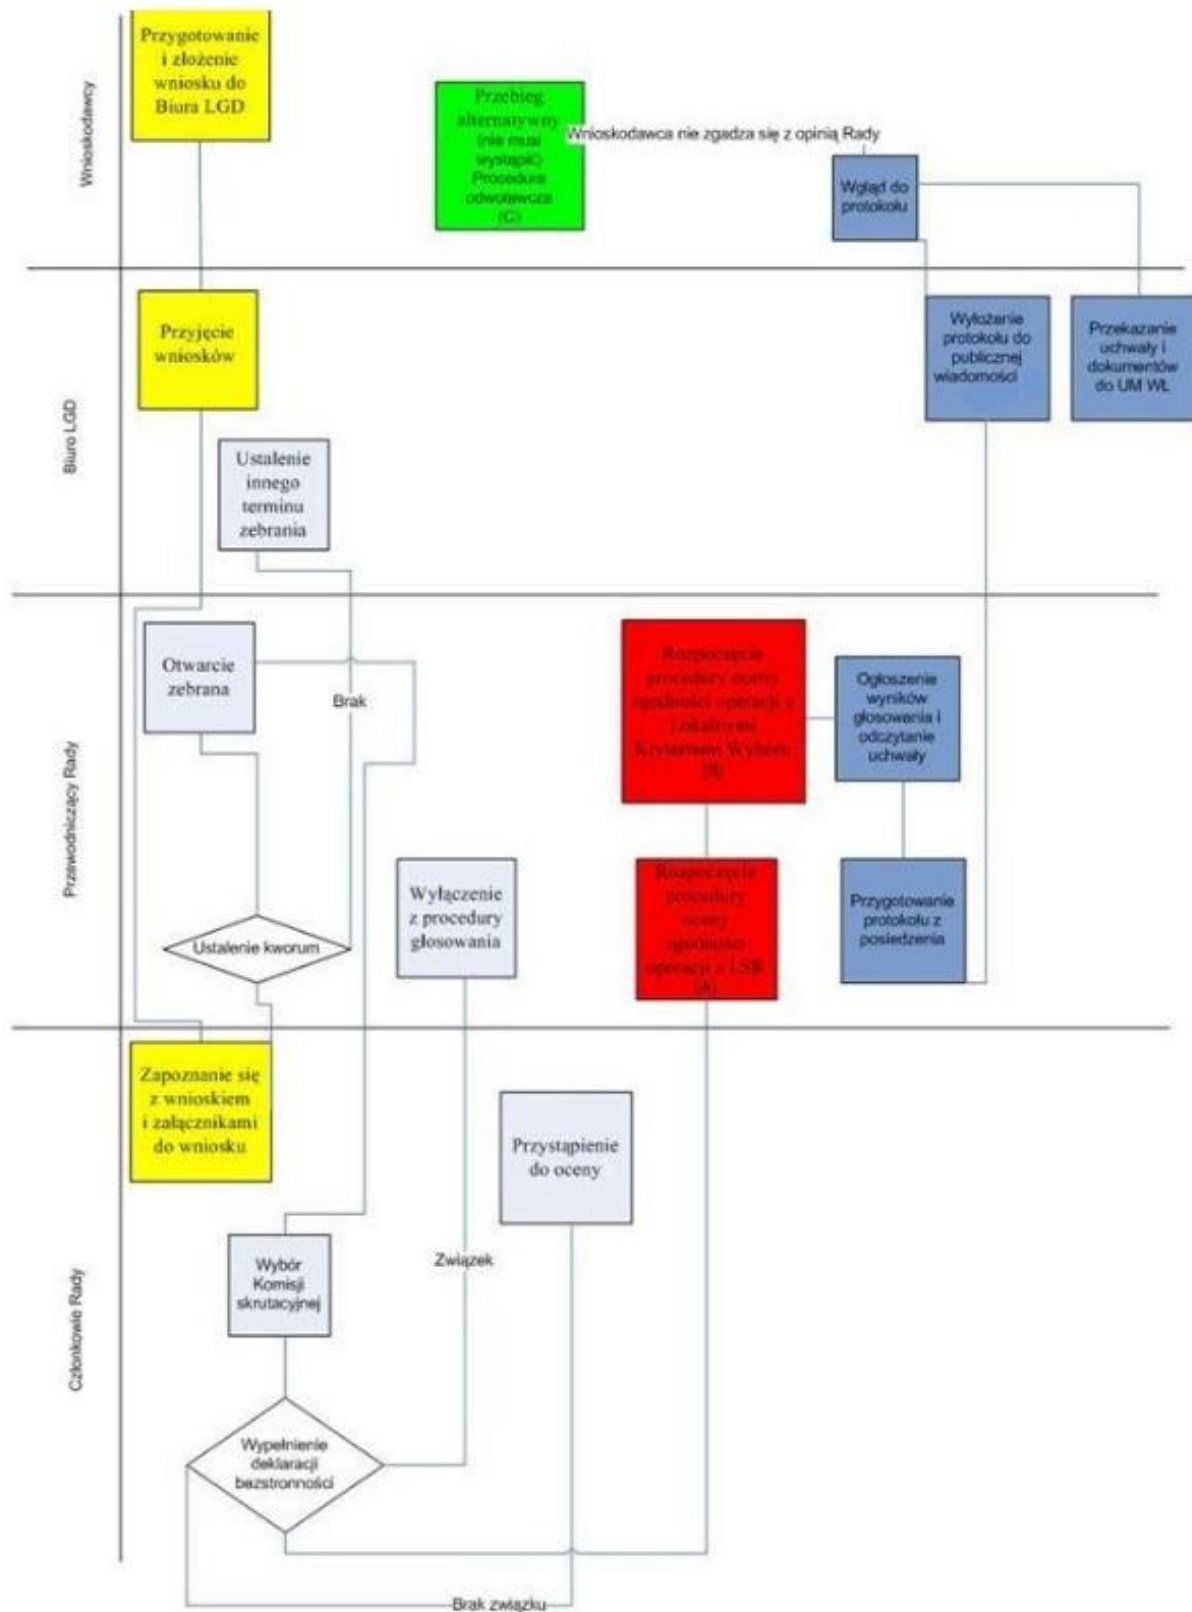 Przygotowanie
i złożenie
wniosku do
Biura LGD
Wnioskodawcy
Przebieg
alternatywny
(nie musi
wystąpic)
Procedura
odwoławcza
(C)
Wnioskodawca nie zgadza się z opinią Rady
Wgląd do
protokołu
Biuro LGD
Przyjęcie
wniosków
Wyłożenie
protokołu do
publicznej
wiadomości
Przekazanie
uchwały i
dokumentów
do UM WŁ
Ustalenie
innego
terminu
zebrania
Przewodniczący Rady
Otwarcie
zebrana
Brak
Rozpoczęcie
procedury oceny
zgodności operacji z
Lokalnymi
Kryteriami Wyboru
(B)
Ogłoszenie
wyników
głosowania i
odczytanie
uchwały
Wyłączenie
z procedury
głosowania
Rozpoczęcie
procedury
oceny
zgodności
operacji z LSR
(A)
Przygotowanie
protokołu z
posiedzenia
Ustalenie kworum
Członkowie Rady
Zapoznanie się
z wnioskiem
i załącznikami
do wniosku
Przystąpienie
do oceny
Wybór
Komisji
skrutacyjnej
Związek
Wypełnienie
deklaracji
bezstronności
Brak związku